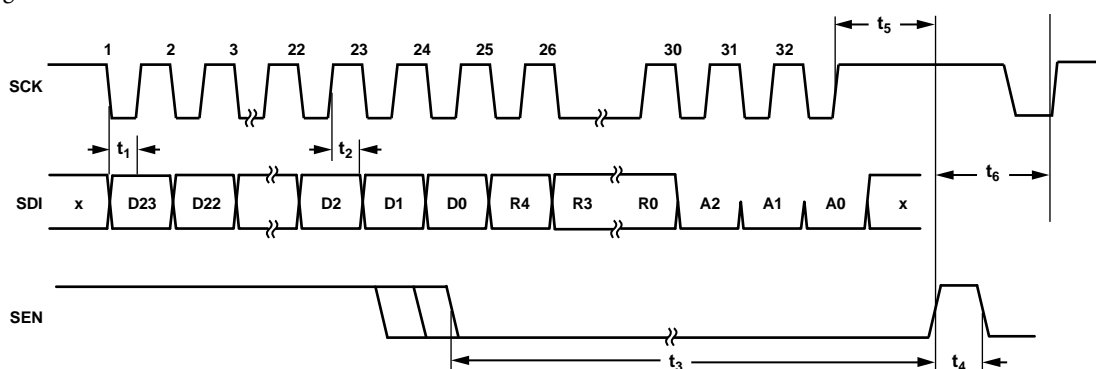 g
t5
1 2 3 22 23 24 25 26 30 31 32
SCK
t1 t2
t6
SDI x D23 D22 D2 D1 D0 R4 R3 R0 A2 A1 A0 x
SEN
t3 t4